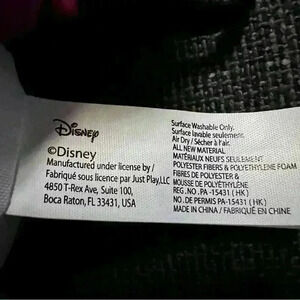 Disney
©Disney
Manufactured under license by /
Fabriqué sous licence par Just Play,LLC
4850 T-Rex Ave, Suite 100,
Boca Raton, FL 33431, USA
Surface Washable Only.
Surface lavable seulement.
Air Dry / Sécher à l'air.
ALL NEW MATERIAL
MATÉRIAUX NEUFS SEULEMENT
POLYESTER FIBERS & POLYETHYLENE FOAM
FIBRES DE POLYESTER &
MOUSSE DE POLYÉTHYLÈNE.
REG. NO. PA-15431 ( HK )
NO. DE PERMIS PA-15431 ( HK )
MADE IN CHINA / FABRIQUÉ EN CHINE